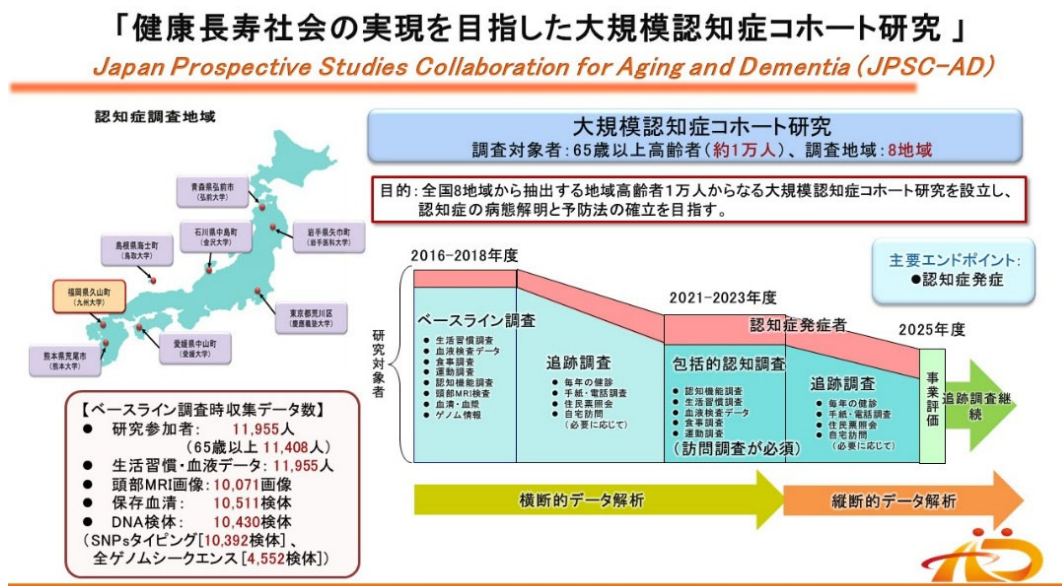 「健康長寿社会の実現を目指した大規模認知症コホート研究 」
Japan Prospective Studies Collaboration for Aging and Dementia (JPSC-AD)
認知症調査地域
青森県弘前市
(弘前大学)
石川県中島町
(金沢大学)
岩手県矢巾町
(岩手医科大学)
島根県海士町
(鳥取大学)
福岡県久山町
(九州大学)
東京都荒川区
(慶應義塾大学)
愛媛県中山町
(愛媛大学)
熊本県荒尾市
(熊本大学)
大規模認知症コホート研究
調査対象者:65歳以上高齢者(約1万人)、調査地域:8地域
目的:全国8地域から抽出する地域高齢者1万人からなる大規模認知症コホート研究を設立し、
認知症の病態解明と予防法の確立を目指す。
主要エンドポイント:
●認知症発症
2016-2018年度
2021-2023年度
2025年度
研究対象者
認知症発症者
ベースライン調査
● 生活習慣調査
● 血液検査データ
● 食事調査
● 運動調査
● 認知機能調査
● 頭部MRI検査
● 血清・血漿
● ゲノム情報
追跡調査
● 毎年の健診
● 手紙・電話調査
● 住民票照会
● 自宅訪問
(必要に応じて)
包括的認知調査
● 認知機能調査
● 生活習慣調査
● 血液検査データ
● 食事調査
● 運動調査
(訪問調査が必須)
追跡調査
● 毎年の健診
● 手紙・電話調査
● 住民票照会
● 自宅訪問
(必要に応じて)
事業評価
追跡調査継
続
横断的データ解析
縦断的データ解析
【ベースライン調査時収集データ数】
● 研究参加者: 11,955人
(65歳以上 11,408人)
● 生活習慣・血液データ: 11,955人
● 頭部MRI画像: 10,071画像
● 保存血清: 10,511検体
● DNA検体: 10,430検体
(SNPsタイピング[10,392検体]、
全ゲノムシークエンス[4,552検体])